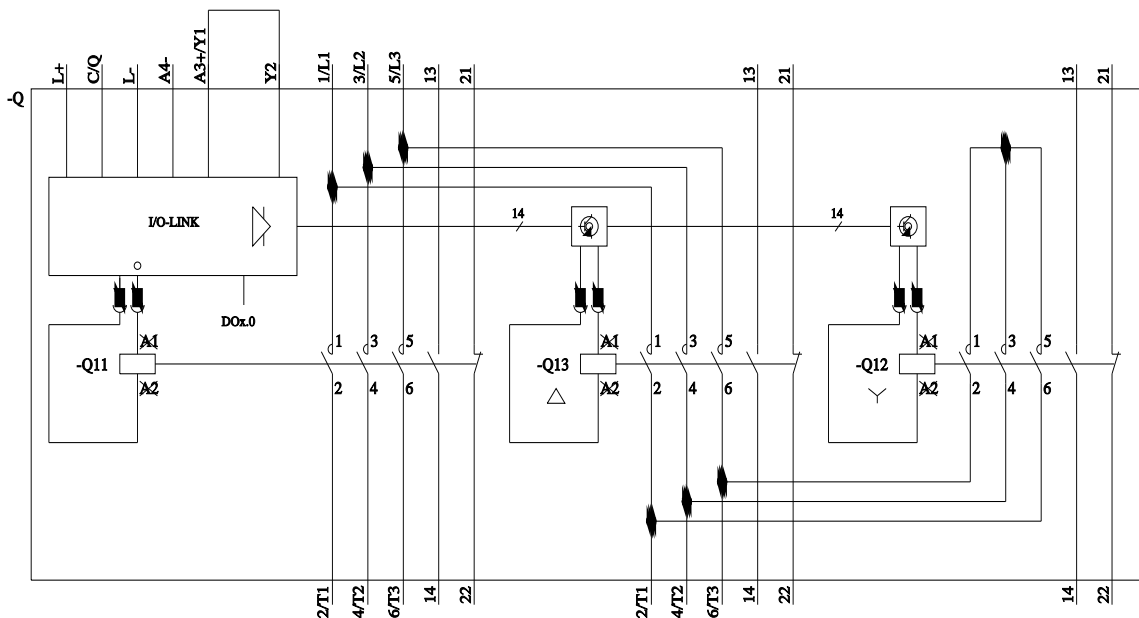 L+ C/Q L- A4- A3+/Y1 Y2 1/L1 3/L2 5/L3 13 21 13 21 13 21
-Q
I/O-LINK 14 14
DOx.0
A1 1 3 5 A1 1 3 5 A1 1 3 5
-Q11 -Q13 -Q12
A2 2 4 6 A2 2 4 6 A2 2 4 6
2/T1 4/T2 6/T3 14 22 2/T1 4/T2 6/T3 14 22 14 22